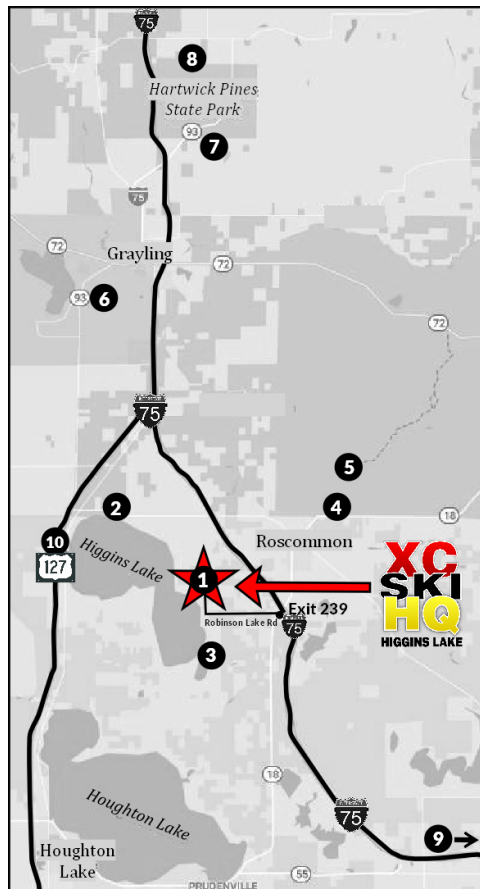 75
8
Hartwick Pines
State Park
93
7
75
72
Grayling
72
93
6
72
75
5
2
4
18
10
127
Higgins Lake
Roscommon
1
XC
SKI
HQ
HIGGINS LAKE
Exit 239
Robinson Lake Rd
75
3
18
Houghton Lake
75
9
Houghton
Lake
55
PRUDENVILLE